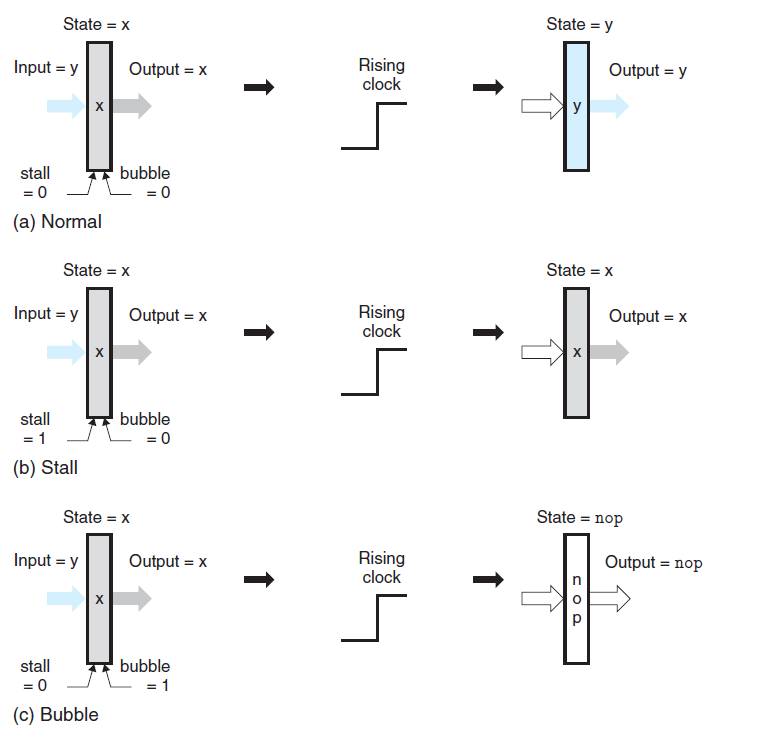 State = x
State = y
Input = y
Output = x
Rising
clock
Output = y
x
y
stall
= 0
bubble
= 0
(a) Normal
State = x
State = x
Input = y
Output = x
Rising
clock
Output = x
x
x
stall
= 1
bubble
= 0
(b) Stall
State = x
State = nop
Input = y
Output = x
Rising
clock
Output = nop
x
n
o
p
stall
= 0
bubble
= 1
(c) Bubble